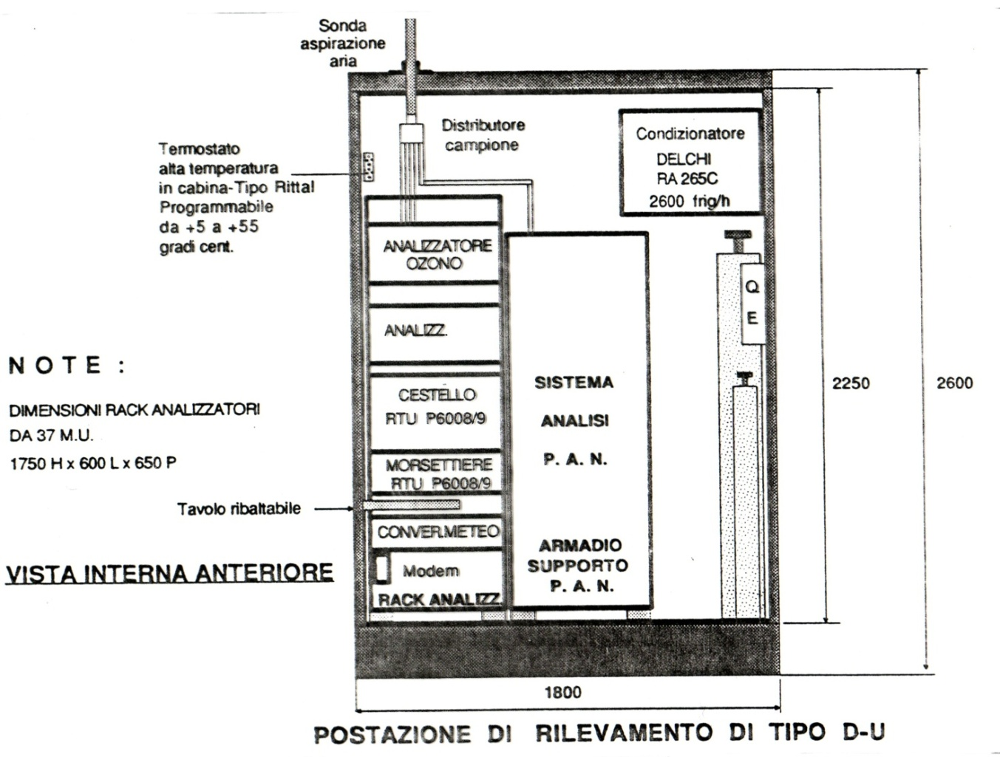 Sonda
aspirazione
aria
Distributore
campione
Condizionatore
DELCHI
RA 265C
2600 frig/h
Termostato
alta temperatura
in cabina-Tipo Rittal
Programmabile
da +5 a +55
gradi cent.
ANALIZZATORE
OZONO
Q
E
ANALIZZ.
NOTE :
DIMENSIONI RACK ANALIZZATORI
DA 37 M.U.
1750 H x 600 L x 650 P
CESTELLO
RTU P6008/9
SISTEMA
ANALISI
P. A. N.
2250
2600
MORSETTIERE
RTU P6008/9
Tavolo ribaltabile
CONVER.METEO
Modem
RACK ANALIZZ.
ARMADIO
SUPPORTO
P. A. N.
VISTA INTERNA ANTERIORE
1800
POSTAZIONE DI RILEVAMENTO DI TIPO D-U